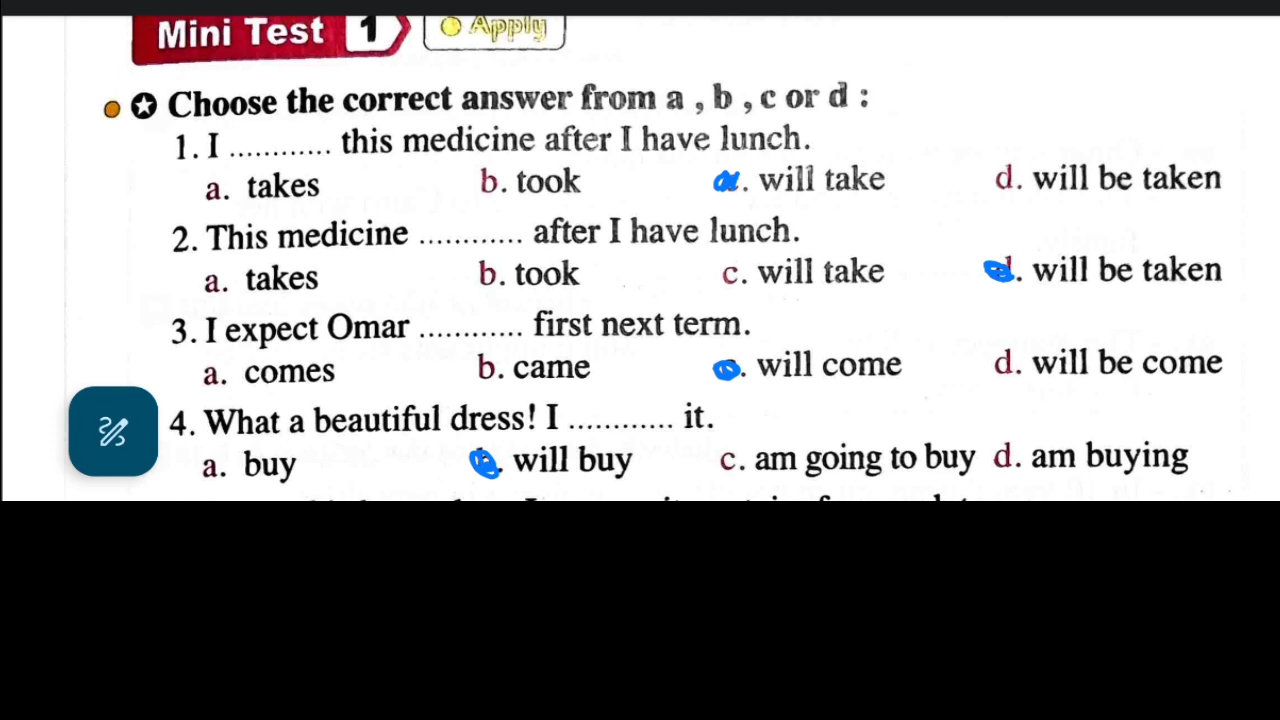 Mini Test 1 Apply
Choose the correct answer from a , b , c or d :
1. I ............ this medicine after I have lunch.
a. takes b. took . will take d. will be taken
2. This medicine ............ after I have lunch.
a. takes b. took c. will take d. will be taken
3. I expect Omar ............ first next term.
a. comes b. came . will come d. will be come
4. What a beautiful dress! I ............ it.
a. buy . will buy c. am going to buy d. am buying